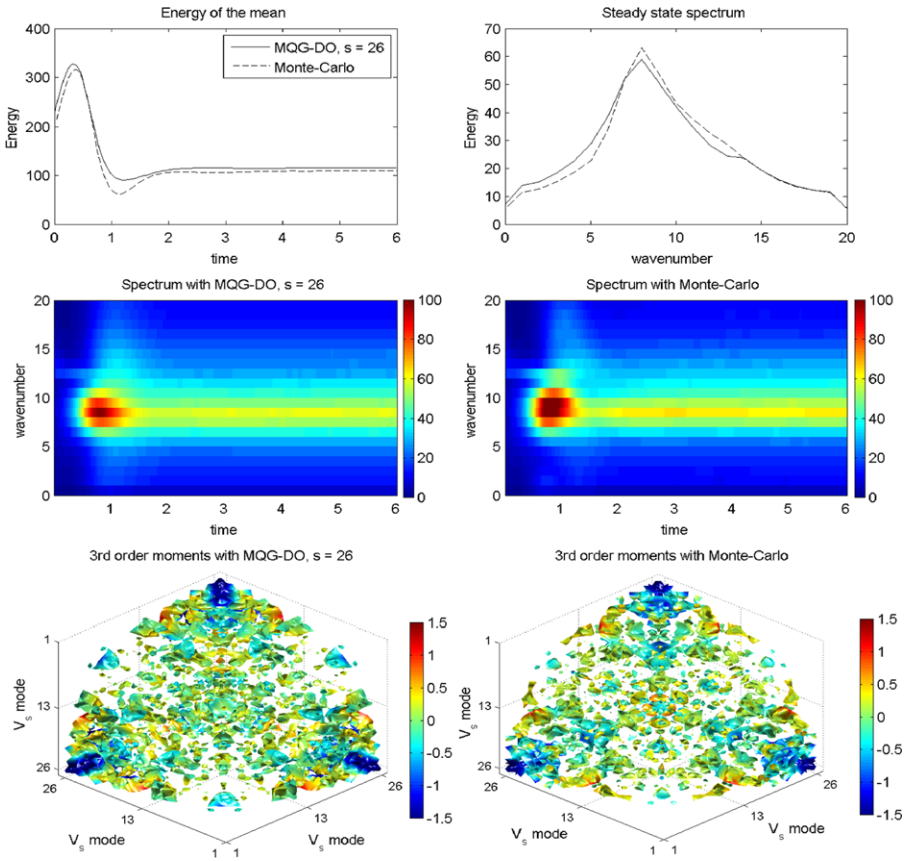 Energy of the mean
400
300
200
100
0
Energy
0 1 2 3 4 5 6
time
MQG-DO, s = 26
Monte-Carlo
Steady state spectrum
70
60
50
40
30
20
10
0
Energy
0 5 10 15 20
wavenumber
Spectrum with MQG-DO, s = 26
20
15
10
5
0
wavenumber
1 2 3 4 5 6
time
100
80
60
40
20
0
Spectrum with Monte-Carlo
20
15
10
5
0
1 2 3 4 5 6
time
100
80
60
40
20
0
3rd order moments with MQG-DO, s = 26
1
13
26
Vs mode
26
13
1
Vs mode
1
13
26
Vs mode
1.5
1
0.5
0
-0.5
-1
-1.5
3rd order moments with Monte-Carlo
1
13
26
Vs mode
26
13
1
Vs mode
1
13
26
Vs mode
1.5
1
0.5
0
-0.5
-1
-1.5